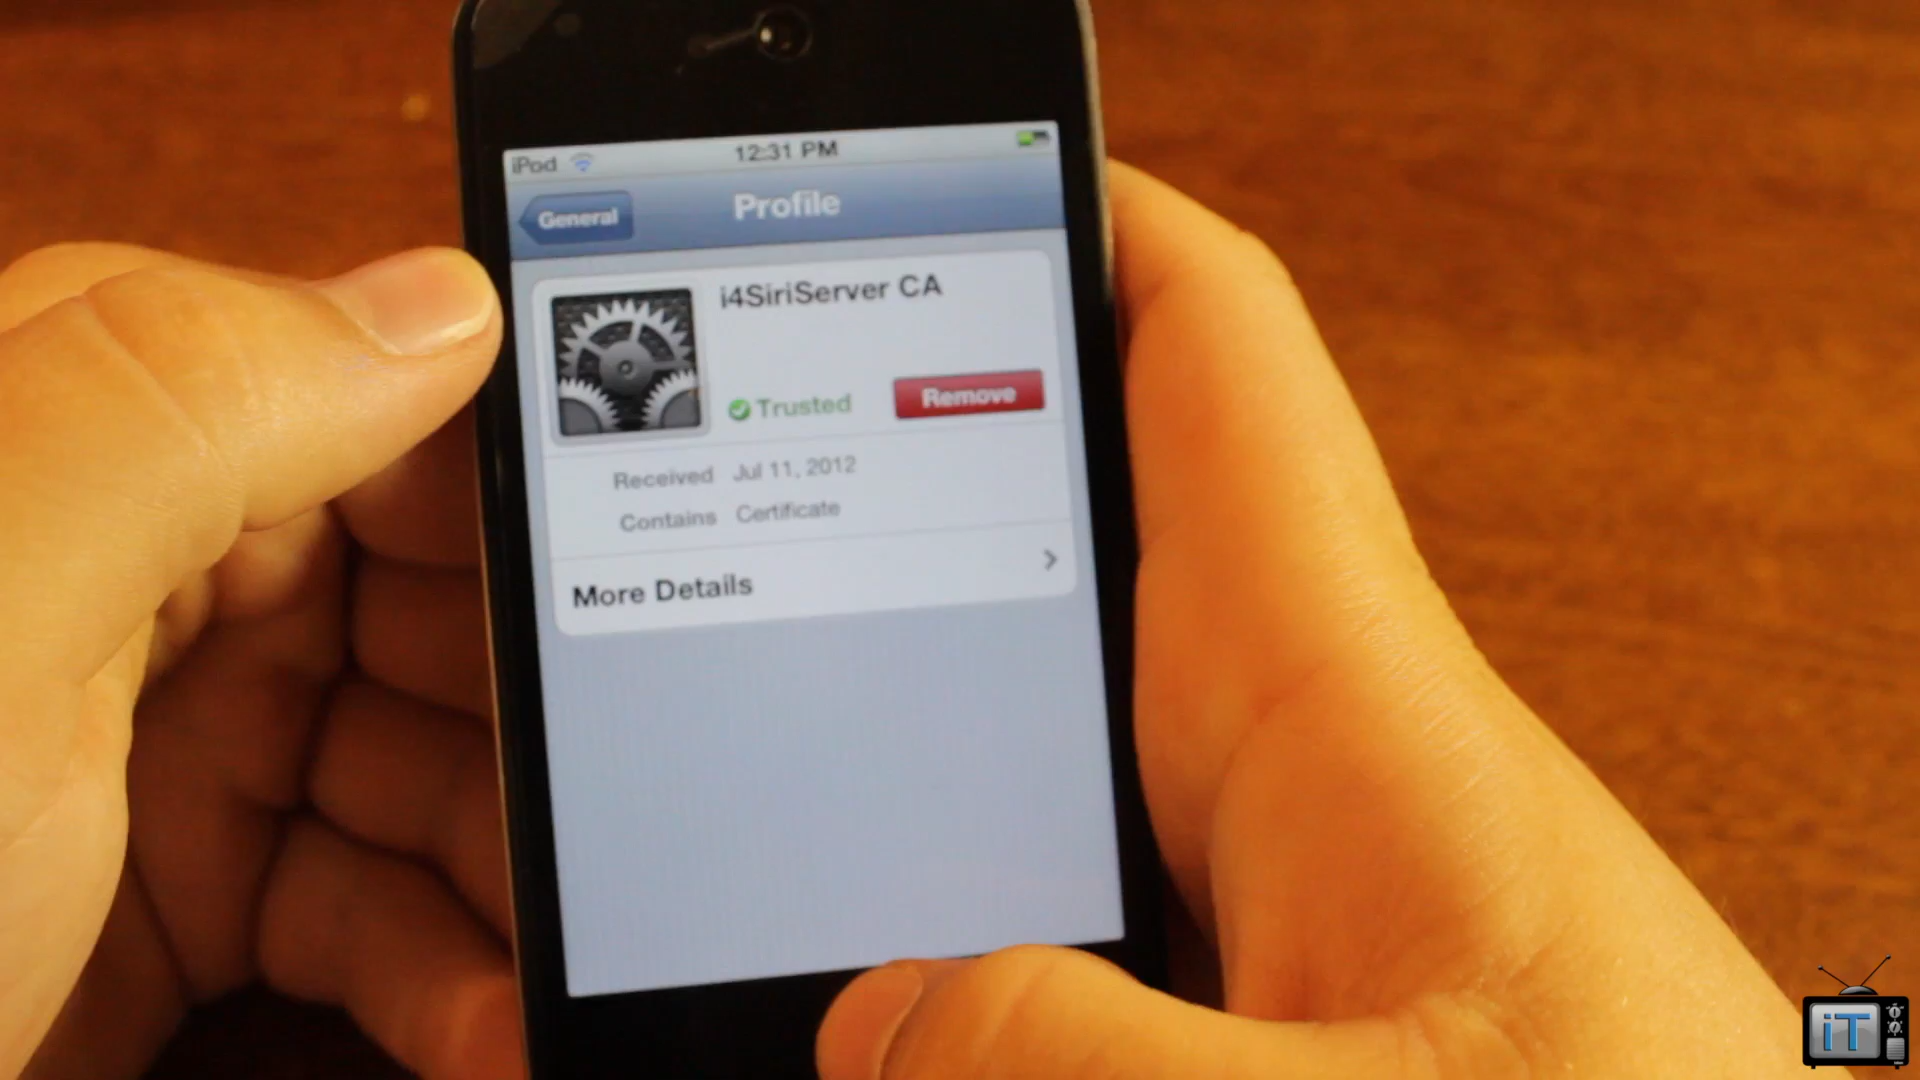 iPod 12:31 PM
General Profile
i4SiriServer CA
Trusted Remove
Received Jul 11, 2012
Contains Certificate
More Details
iT